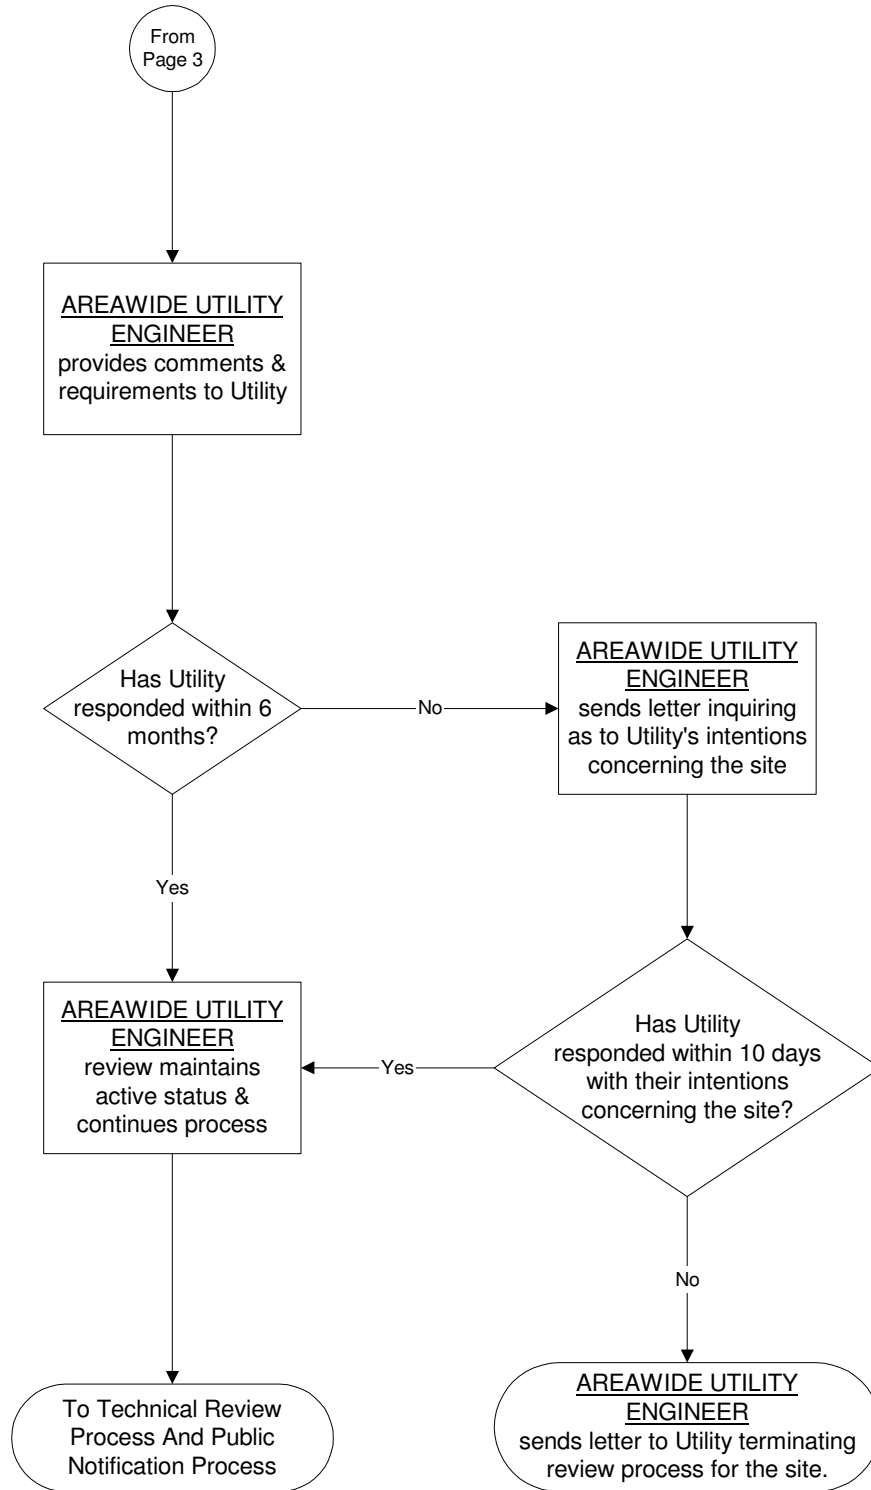 From
Page 3
AREAWIDE UTILITY
ENGINEER
provides comments &
requirements to Utility
Has Utility
responded within 6
months?
No
AREAWIDE UTILITY
ENGINEER
sends letter inquiring
as to Utility's intentions
concerning the site
Yes
AREAWIDE UTILITY
ENGINEER
review maintains
active status &
continues process
Yes
Has Utility
responded within 10 days
with their intentions
concerning the site?
No
To Technical Review
Process And Public
Notification Process
AREAWIDE UTILITY
ENGINEER
sends letter to Utility terminating
review process for the site.